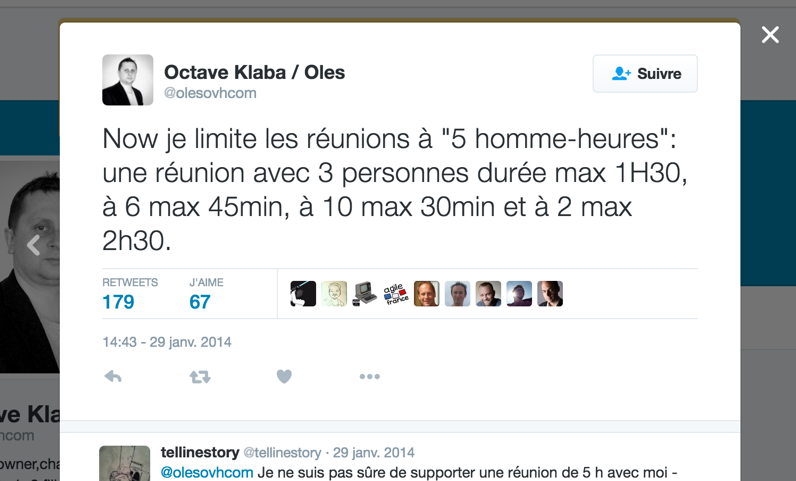 Octave Klaba / Oles
@olesovhcom
Suivre
Now je limite les réunions à "5 homme-heures":
une réunion avec 3 personnes durée max 1H30,
à 6 max 45min, à 10 max 30min et à 2 max
2h30.
RETWEETS
179
J'AIME
67
agile
france
14:43 - 29 janv. 2014
ve Kla
hcom
owner,cha
tellinestory @tellinestory · 29 janv. 2014
@olesovhcom Je ne suis pas sûre de supporter une réunion de 5 h avec moi -